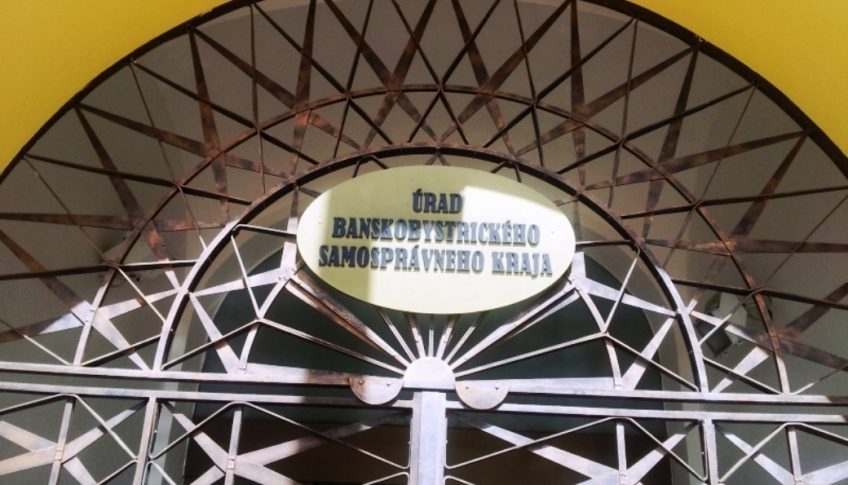 ÚRAD
BANSKOBYSTRICKÉHO
SAMOSPRÁVNEHO KRAJA